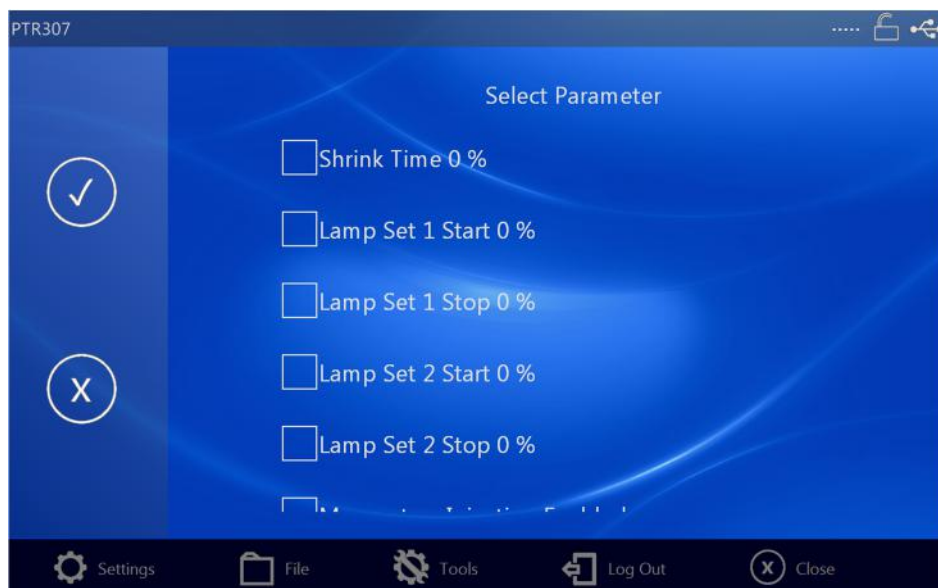 PTR307
Select Parameter
Shrink Time 0 %
Lamp Set 1 Start 0 %
Lamp Set 1 Stop 0 %
Lamp Set 2 Start 0 %
Lamp Set 2 Stop 0 %
Settings File Tools Log Out X Close